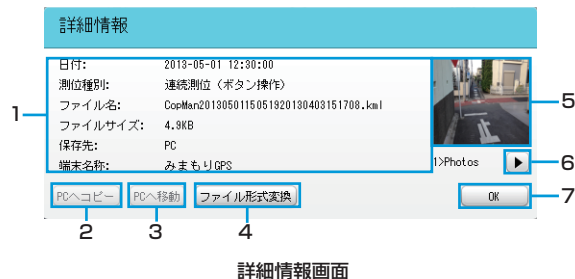 詳細情報
日付: 2013-05-01 12:30:00
測位種別: 連続測位（ボタン操作）
ファイル名: CopMan2013050115051920130403151708.kml
ファイルサイズ: 4.9KB
保存先: PC
端末名称: みまもりGPS
1>Photos
PCへコピー PCへ移動 ファイル形式変換 OK
1
5
6
7
2 3 4
詳細情報画面